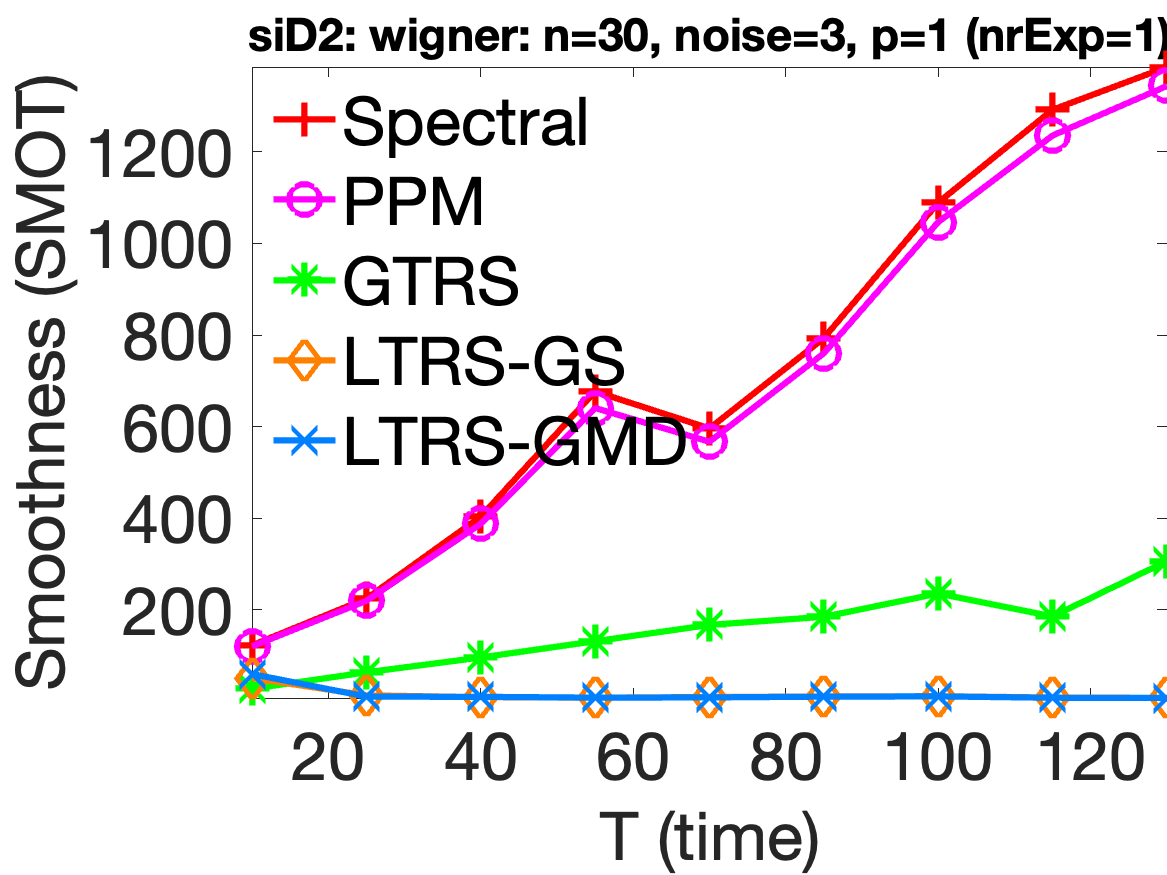 siD2: wigner: n=30, noise=3, p=1 (nrExp=1)
Smoothness (SMOT)
1200
1000
800
600
400
200
Spectral
PPM
GTRS
LTRS-GS
LTRS-GMD
20 40 60 80 100 120
T (time)